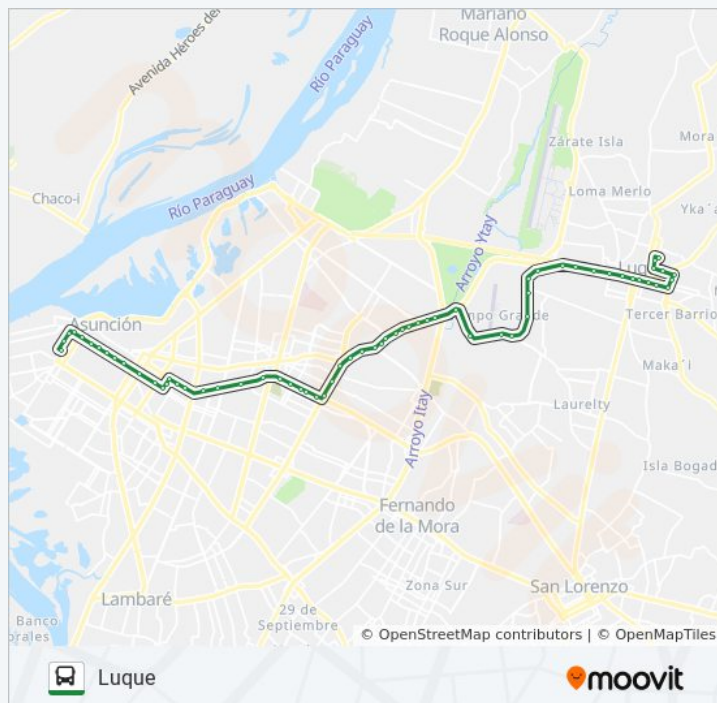 Mariano
Roque Alonso
Avenida Héroes del
Río Paraguay
Zárate Isla
Mora
Loma Merlo
Chaco-i
Río Paraguay
Yka´a
Arroyo Ytay
Luq
Asunción
mpo Grande
Tercer Barrio
Maka´i
Laurelty
Arroyo Itay
Isla Bogad
Fernando
de la Mora
Zona Sur
San Lorenzo
Lambaré
29 de
Septiembre
Banco
orales
© OpenStreetMap contributors | © OpenMapTiles
Luque
moovit